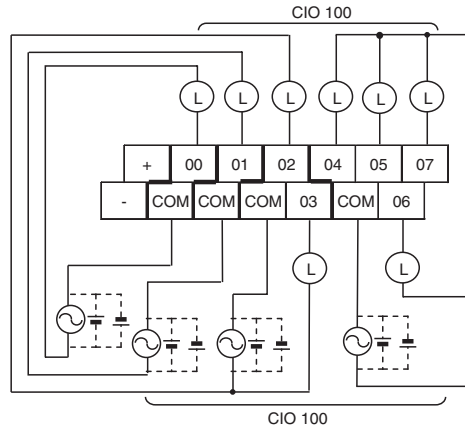 CIO 100
L L L L L L
+ 00 01 02 04 05 07
- COM COM COM 03 COM 06
L L
CIO 100